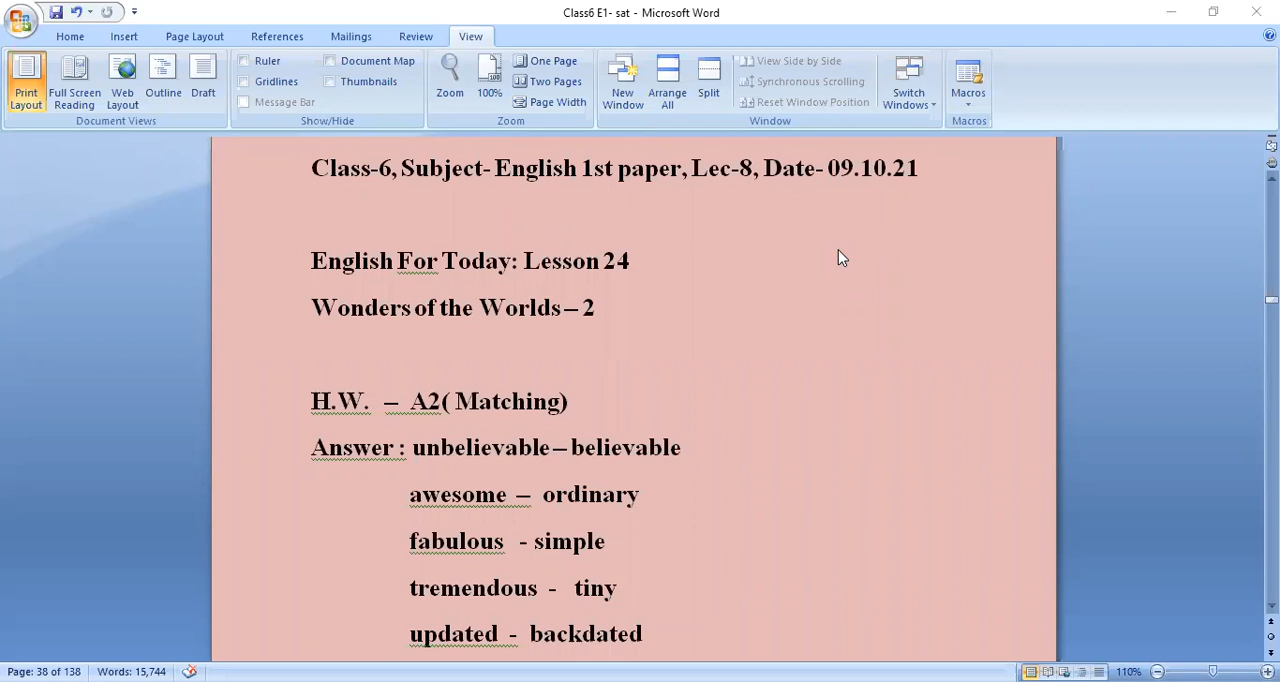 Class6 E1- sat - Microsoft Word
Home Insert Page Layout References Mailings Review View
Print Layout
Full Screen Reading
Web Layout
Outline
Draft
Document Views
Ruler
Gridlines
Message Bar
Document Map
Thumbnails
Show/Hide
Zoom
100%
One Page
Two Pages
Page Width
Zoom
New Window
Arrange All
Split
View Side by Side
Synchronous Scrolling
Reset Window Position
Switch Windows
Window
Macros
Macros
Class-6, Subject- English 1st paper, Lec-8, Date- 09.10.21
English For Today: Lesson 24
Wonders of the Worlds – 2
H.W. – A2( Matching)
Answer : unbelievable – believable
awesome – ordinary
fabulous - simple
tremendous - tiny
updated - backdated
Page: 38 of 138 Words: 15,744 110%